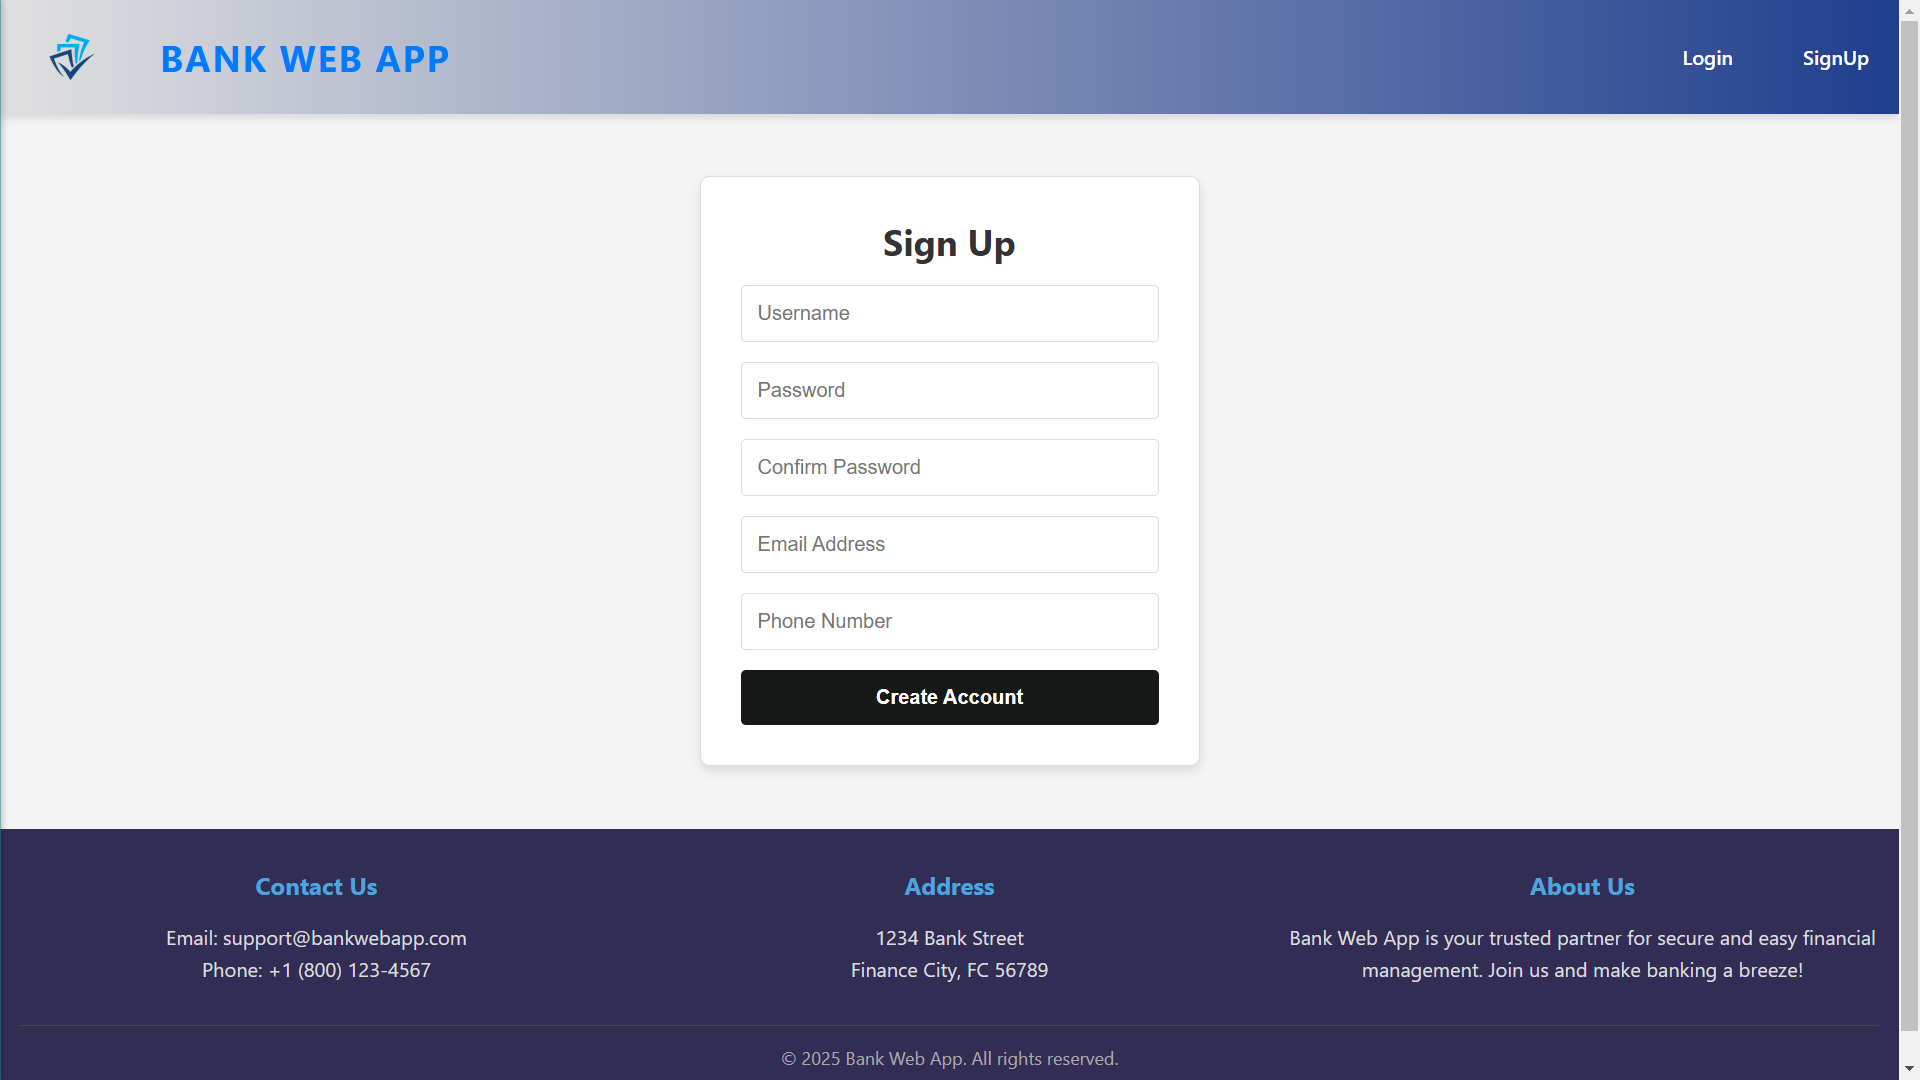 BANK WEB APP
Login
SignUp
Sign Up
Username
Password
Confirm Password
Email Address
Phone Number
Create Account
Contact Us
Email: support@bankwebapp.com
Phone: +1 (800) 123-4567
Address
1234 Bank Street
Finance City, FC 56789
About Us
Bank Web App is your trusted partner for secure and easy financial
management. Join us and make banking a breeze!
© 2025 Bank Web App. All rights reserved.